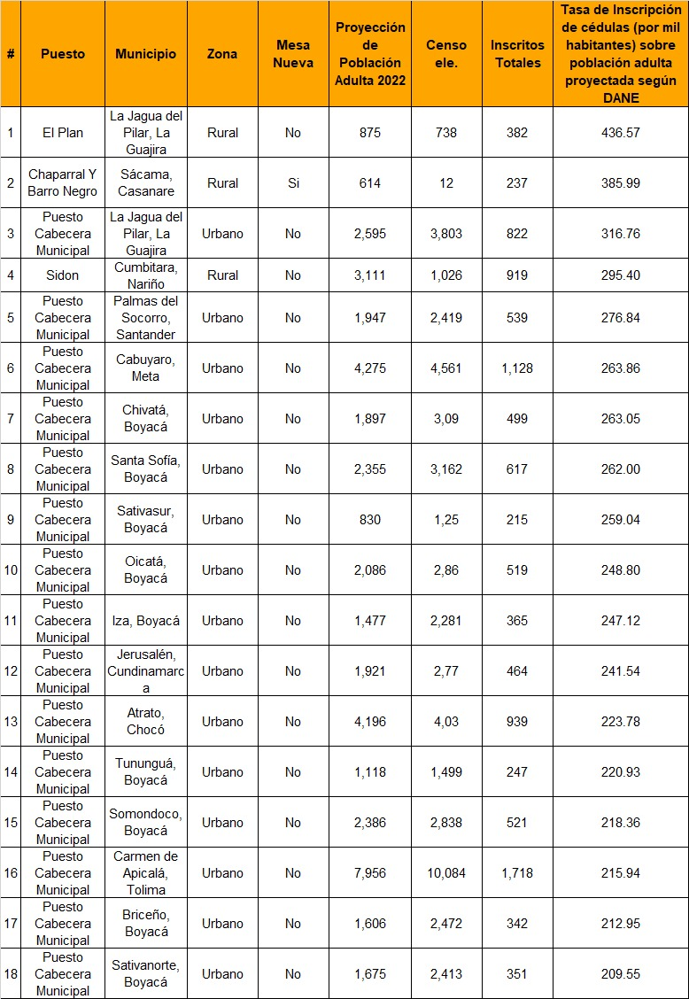 # Puesto Municipio Zona Mesa Nueva Proyección de Población Adulta 2022 Censo ele. Inscritos Totales Tasa de Inscripción de cédulas (por mil habitantes) sobre población adulta proyectada según DANE
1 El Plan La Jagua del Pilar, La Guajira Rural No 875 738 382 436.57
2 Chaparral Y Barro Negro Sácama, Casanare Rural Si 614 12 237 385.99
3 Puesto Cabecera Municipal La Jagua del Pilar, La Guajira Urbano No 2,595 3,803 822 316.76
4 Sidon Cumbitara, Nariño Rural No 3,111 1,026 919 295.40
5 Puesto Cabecera Municipal Palmas del Socorro, Santander Urbano No 1,947 2,419 539 276.84
6 Puesto Cabecera Municipal Cabuyaro, Meta Urbano No 4,275 4,561 1,128 263.86
7 Puesto Cabecera Municipal Chivatá, Boyacá Urbano No 1,897 3,09 499 263.05
8 Puesto Cabecera Municipal Santa Sofía, Boyacá Urbano No 2,355 3,162 617 262.00
9 Puesto Cabecera Municipal Sativasur, Boyacá Urbano No 830 1,25 215 259.04
10 Puesto Cabecera Municipal Oicatá, Boyacá Urbano No 2,086 2,86 519 248.80
11 Puesto Cabecera Municipal Iza, Boyacá Urbano No 1,477 2,281 365 247.12
12 Puesto Cabecera Municipal Jerusalén, Cundinamarca Urbano No 1,921 2,77 464 241.54
13 Puesto Cabecera Municipal Atrato, Chocó Urbano No 4,196 4,03 939 223.78
14 Puesto Cabecera Municipal Tununguá, Boyacá Urbano No 1,118 1,499 247 220.93
15 Puesto Cabecera Municipal Somondoco, Boyacá Urbano No 2,386 2,838 521 218.36
16 Puesto Cabecera Municipal Carmen de Apicalá, Tolima Urbano No 7,956 10,084 1,718 215.94
17 Puesto Cabecera Municipal Briceño, Boyacá Urbano No 1,606 2,472 342 212.95
18 Puesto Cabecera Municipal Sativanorte, Boyacá Urbano No 1,675 2,413 351 209.55